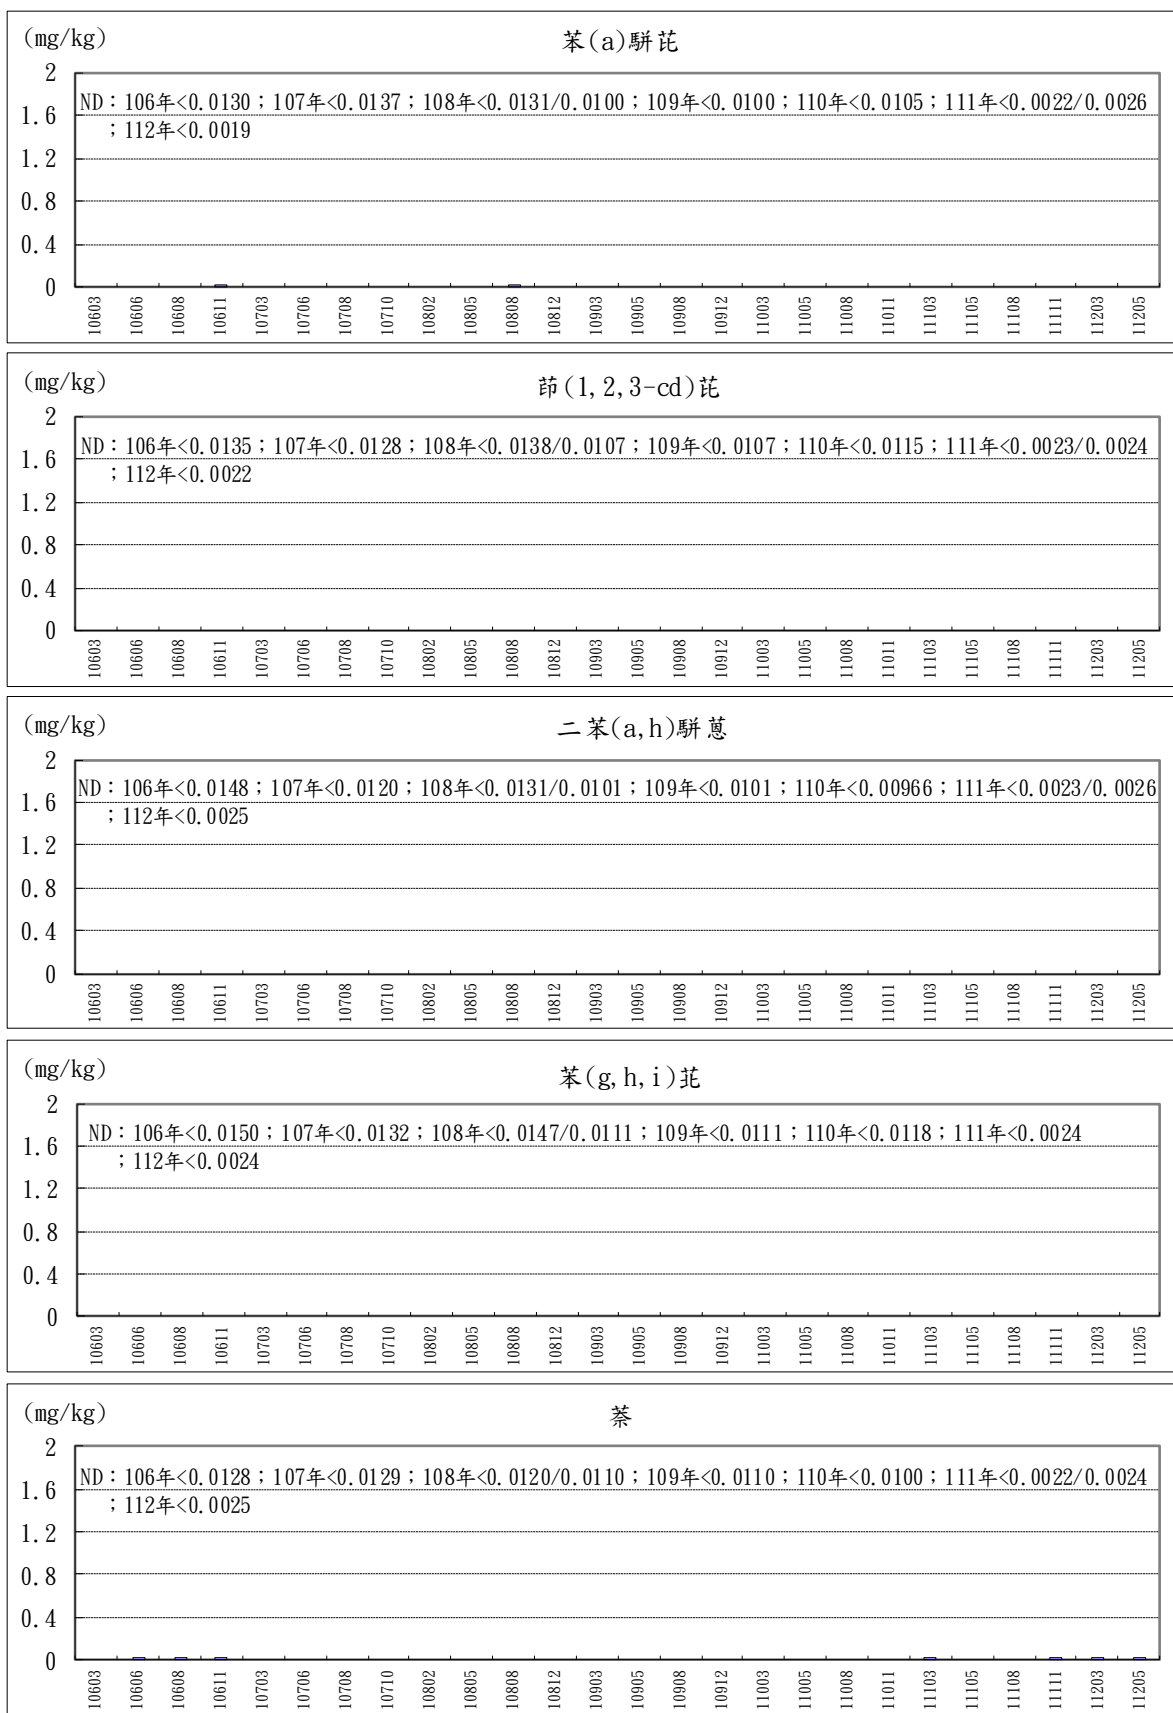 (mg/kg)
苯(a)駢芘
2
ND：106年<0.0130；107年<0.0137；108年<0.0131/0.0100；109年<0.0100；110年<0.0105；111年<0.0022/0.0026
1.6
；112年<0.0019
1.2
0.8
0.4
0
10603 10606 10608 10611 10703 10706 10708 10710 10802 10805 10808 10812 10903 10905 10908 10912 11003 11005 11008 11011 11103 11105 11108 11111 11203 11205
(mg/kg)
茚(1,2,3-cd)芘
2
ND：106年<0.0135；107年<0.0128；108年<0.0138/0.0107；109年<0.0107；110年<0.0115；111年<0.0023/0.0024
1.6
；112年<0.0022
1.2
0.8
0.4
0
10603 10606 10608 10611 10703 10706 10708 10710 10802 10805 10808 10812 10903 10905 10908 10912 11003 11005 11008 11011 11103 11105 11108 11111 11203 11205
(mg/kg)
二苯(a,h)駢蒽
2
ND：106年<0.0148；107年<0.0120；108年<0.0131/0.0101；109年<0.0101；110年<0.00966；111年<0.0023/0.0026
1.6
；112年<0.0025
1.2
0.8
0.4
0
10603 10606 10608 10611 10703 10706 10708 10710 10802 10805 10808 10812 10903 10905 10908 10912 11003 11005 11008 11011 11103 11105 11108 11111 11203 11205
(mg/kg)
苯(g,h,i)苝
2
ND：106年<0.0150；107年<0.0132；108年<0.0147/0.0111；109年<0.0111；110年<0.0118；111年<0.0024
1.6
；112年<0.0024
1.2
0.8
0.4
0
10603 10606 10608 10611 10703 10706 10708 10710 10802 10805 10808 10812 10903 10905 10908 10912 11003 11005 11008 11011 11103 11105 11108 11111 11203 11205
(mg/kg)
萘
2
ND：106年<0.0128；107年<0.0129；108年<0.0120/0.0110；109年<0.0110；110年<0.0100；111年<0.0022/0.0024
1.6
；112年<0.0025
1.2
0.8
0.4
0
10603 10606 10608 10611 10703 10706 10708 10710 10802 10805 10808 10812 10903 10905 10908 10912 11003 11005 11008 11011 11103 11105 11108 11111 11203 11205